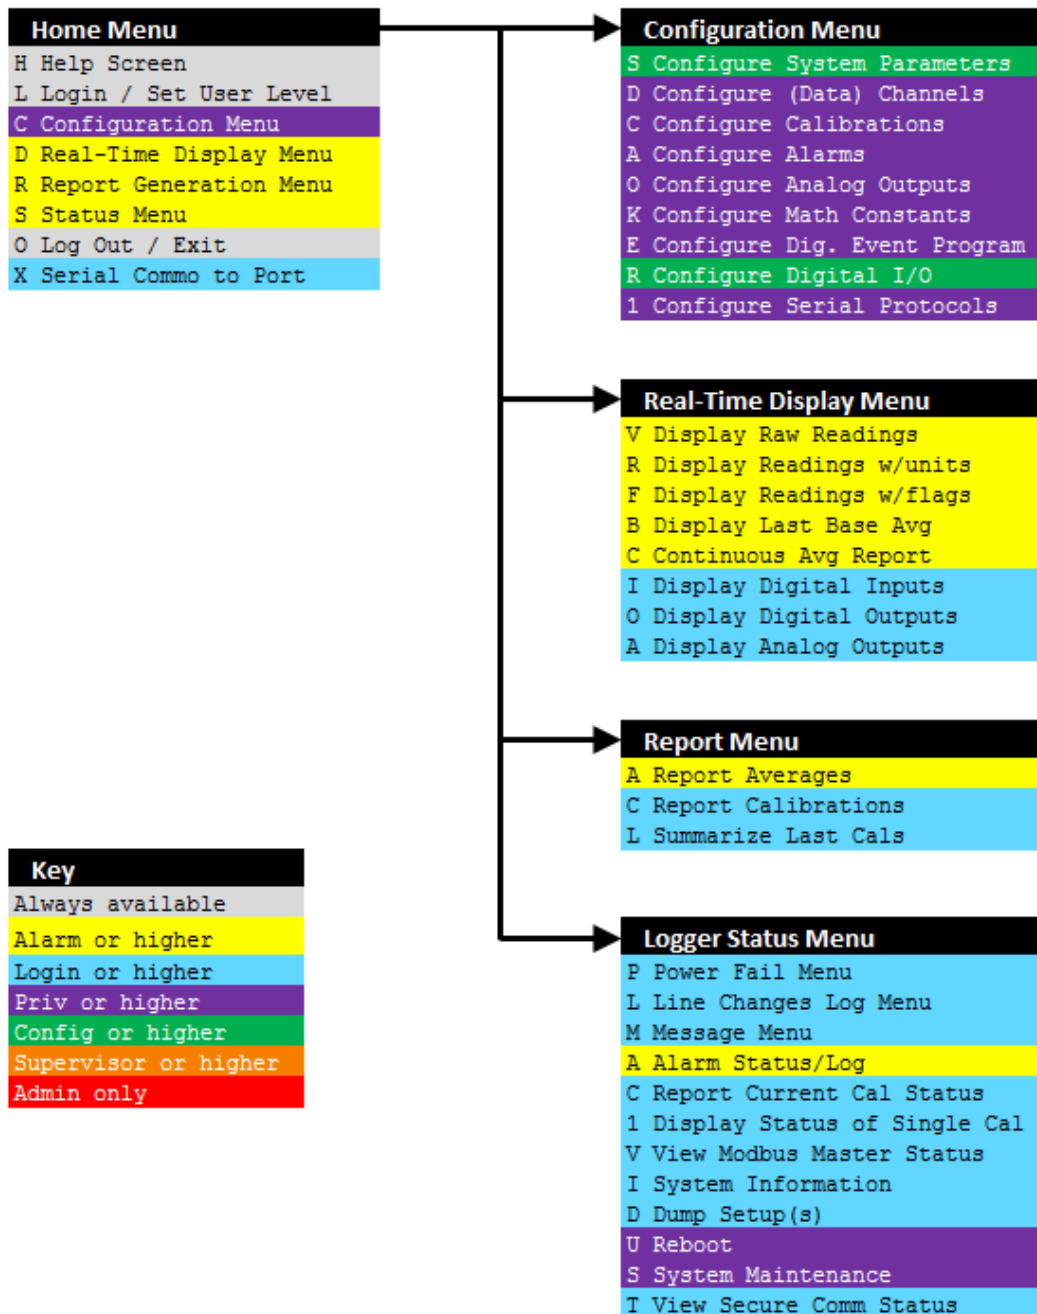 Home Menu
H Help Screen
L Login / Set User Level
C Configuration Menu
D Real-Time Display Menu
R Report Generation Menu
S Status Menu
O Log Out / Exit
X Serial Commo to Port
Configuration Menu
S Configure System Parameters
D Configure (Data) Channels
C Configure Calibrations
A Configure Alarms
O Configure Analog Outputs
K Configure Math Constants
E Configure Dig. Event Program
R Configure Digital I/O
1 Configure Serial Protocols
Real-Time Display Menu
V Display Raw Readings
R Display Readings w/units
F Display Readings w/flags
B Display Last Base Avg
C Continuous Avg Report
I Display Digital Inputs
O Display Digital Outputs
A Display Analog Outputs
Report Menu
A Report Averages
C Report Calibrations
L Summarize Last Cals
Key
Always available
Alarm or higher
Login or higher
Priv or higher
Config or higher
Supervisor or higher
Admin only
Logger Status Menu
P Power Fail Menu
L Line Changes Log Menu
M Message Menu
A Alarm Status/Log
C Report Current Cal Status
1 Display Status of Single Cal
V View Modbus Master Status
I System Information
D Dump Setup(s)
U Reboot
S System Maintenance
T View Secure Comm Status